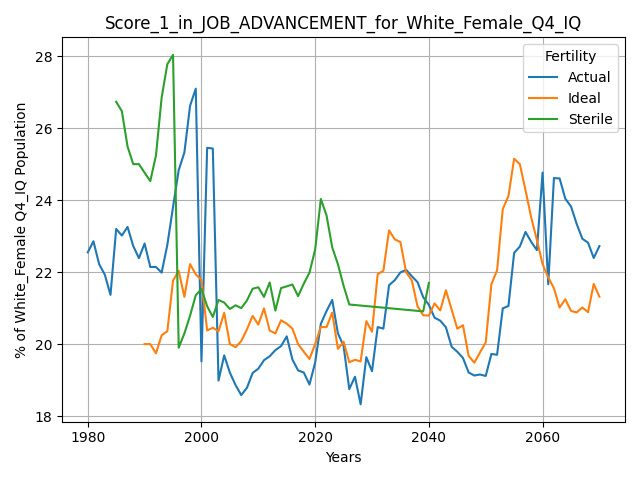 Score_1_in_JOB_ADVANCEMENT_for_White_Female_Q4_IQ
% of White_Female Q4_IQ Population
28
26
24
22
20
18
Fertility
Actual
Ideal
Sterile
1980
2000
2020
2040
2060
Years